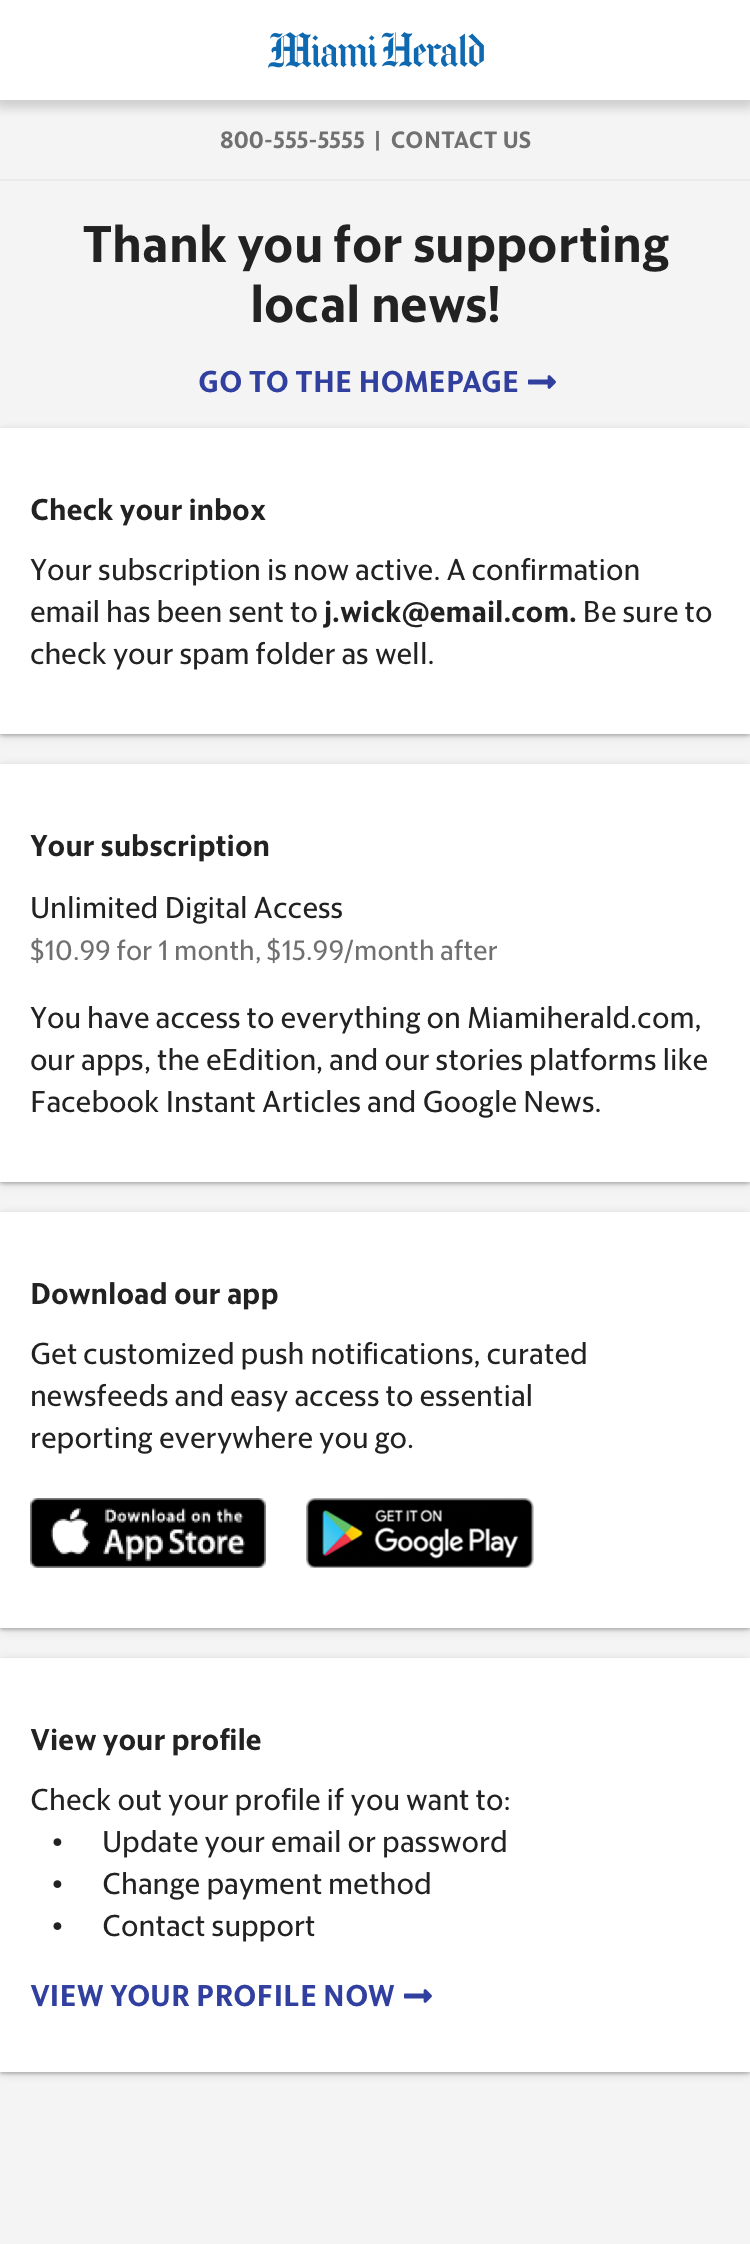 Miami Herald
800-555-5555 | CONTACT US
Thank you for supporting
local news!
GO TO THE HOMEPAGE →
Check your inbox
Your subscription is now active. A confirmation
email has been sent to j.wick@email.com. Be sure to
check your spam folder as well.
Your subscription
Unlimited Digital Access
$10.99 for 1 month, $15.99/month after
You have access to everything on Miamiherald.com,
our apps, the eEdition, and our stories platforms like
Facebook Instant Articles and Google News.
Download our app
Get customized push notifications, curated
newsfeeds and easy access to essential
reporting everywhere you go.
Download on the
App Store
GET IT ON
Google Play
View your profile
Check out your profile if you want to:
• Update your email or password
• Change payment method
• Contact support
VIEW YOUR PROFILE NOW →